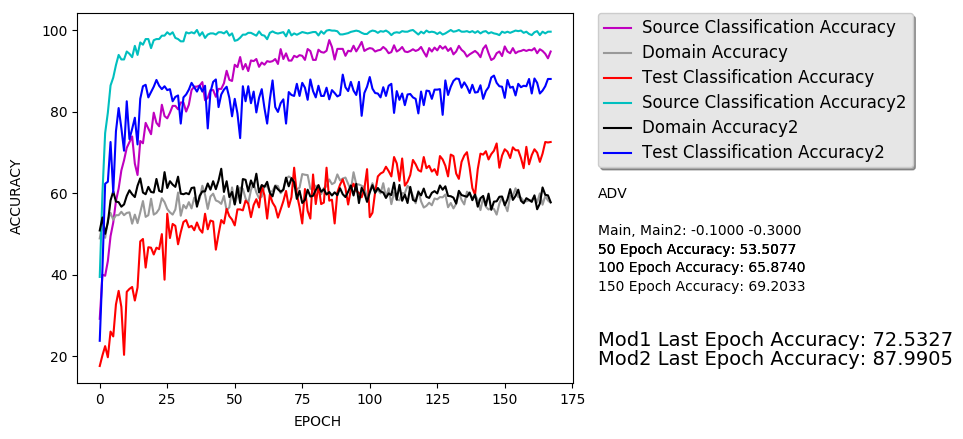 100
80
60
40
20
ACCURACY
0
25
50
75
100
125
150
175
EPOCH
Source Classification Accuracy
Domain Accuracy
Test Classification Accuracy
Source Classification Accuracy2
Domain Accuracy2
Test Classification Accuracy2
ADV
Main, Main2: -0.1000 -0.3000
50 Epoch Accuracy: 53.5077
100 Epoch Accuracy: 65.8740
150 Epoch Accuracy: 69.2033
Mod1 Last Epoch Accuracy: 72.5327
Mod2 Last Epoch Accuracy: 87.9905